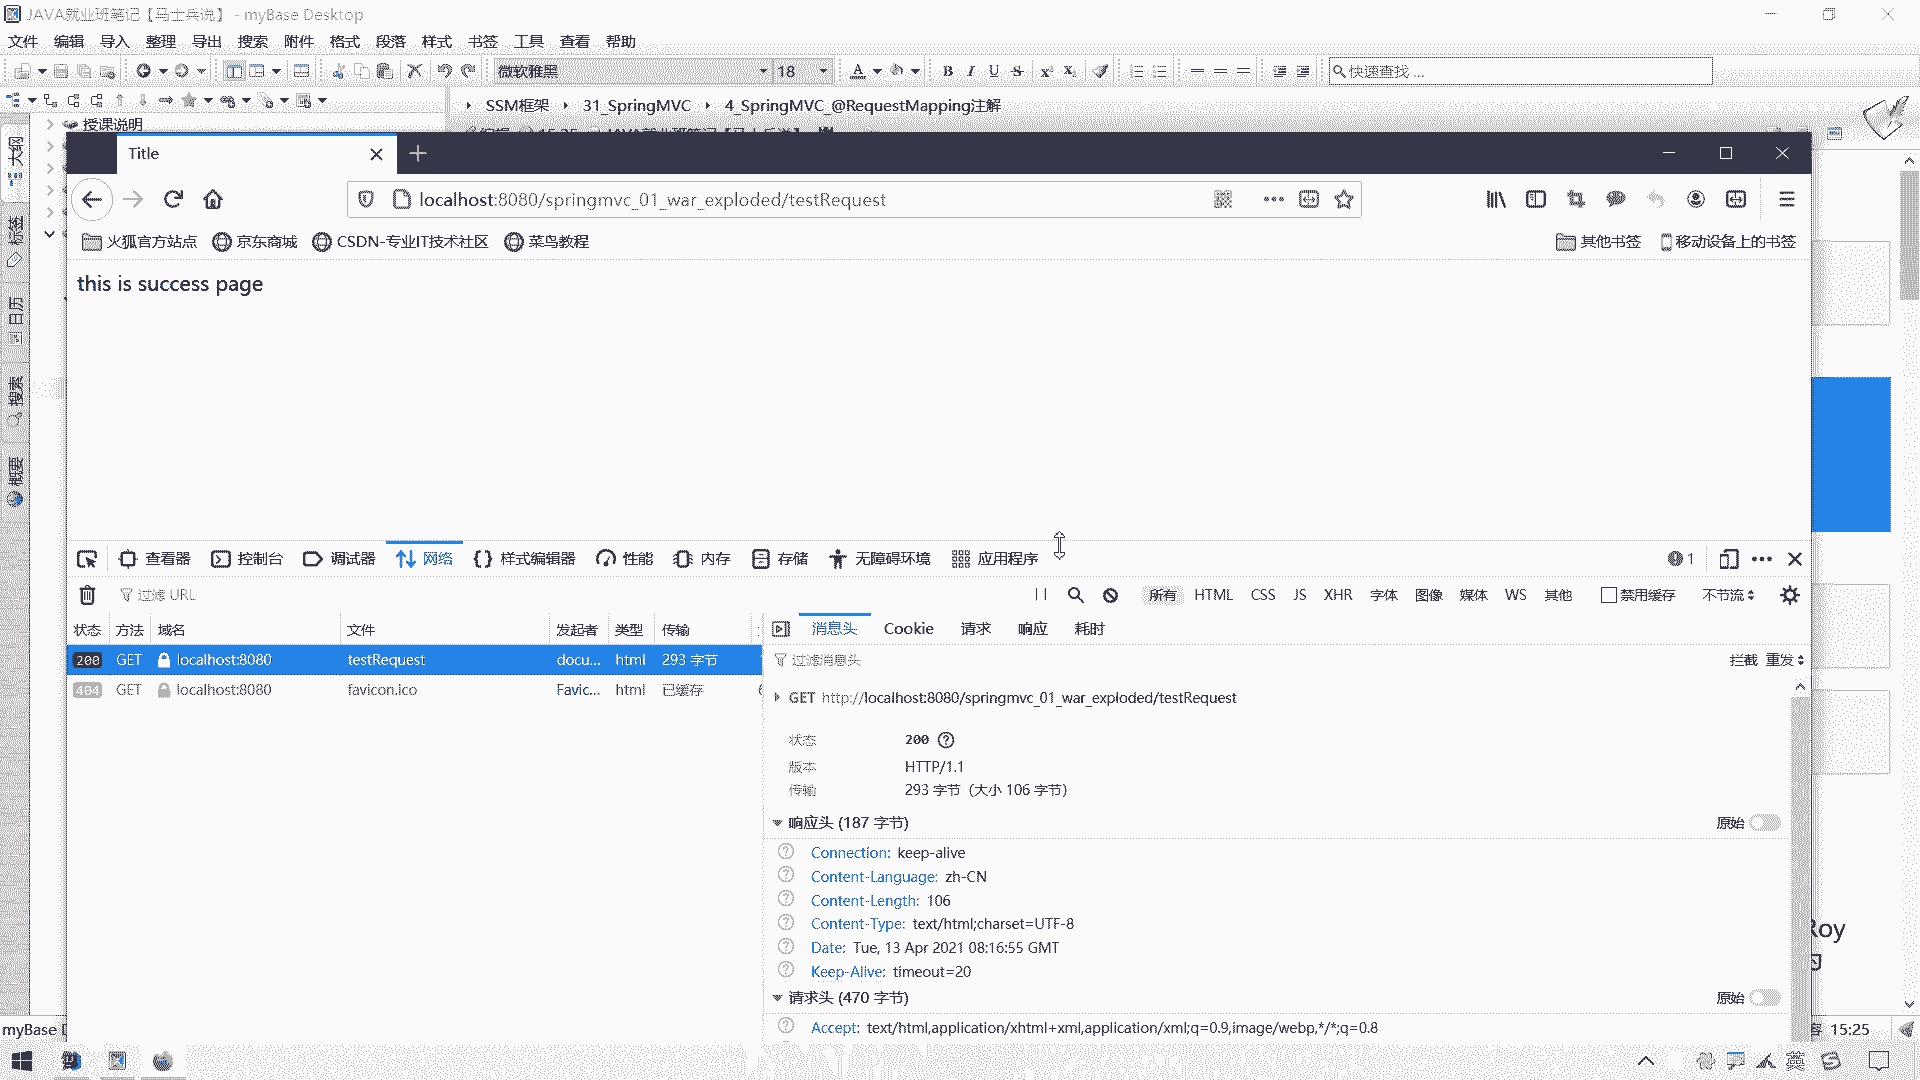 JAVA就业班笔记【马士兵说】 - myBase Desktop
文件 编辑 导入 整理 导出 搜索 附件 格式 段落 样式 书签 工具 查看 帮助
微软雅黑 18 快速查找 ...
SSM框架 31_SpringMVC 4_SpringMVC_@RequestMapping注解
授课说明
大纲
标签
日历
搜索
概要
Title
localhost:8080/springmvc_01_war_exploded/testRequest
火狐官方站点 京东商城 CSDN-专业IT技术社区 菜鸟教程 其他书签 移动设备上的书签
this is success page
查看器 控制台 调试器 网络 样式编辑器 性能 内存 存储 无障碍环境 应用程序 1
过滤 URL 所有 HTML CSS JS XHR 字体 图像 媒体 WS 其他 禁用缓存 不节流
状态 方法 域名 文件 发起者 类型 传输
消息头 Cookie 请求 响应 耗时
200 GET localhost:8080 testRequest docu... html 293 字节
404 GET localhost:8080 favicon.ico Favic... html 已缓存
过滤消息头 拦截 重发
GET http://localhost:8080/springmvc_01_war_exploded/testRequest
状态 200
版本 HTTP/1.1
传输 293 字节（大小 106 字节）
响应头 (187 字节) 原始
Connection: keep-alive
Content-Language: zh-CN
Content-Length: 106
Content-Type: text/html;charset=UTF-8
Date: Tue, 13 Apr 2021 08:16:55 GMT
Keep-Alive: timeout=20
请求头 (470 字节) 原始
Accept: text/html,application/xhtml+xml,application/xml;q=0.9,image/webp,*/*;q=0.8
Roy
myBase
15:25
英